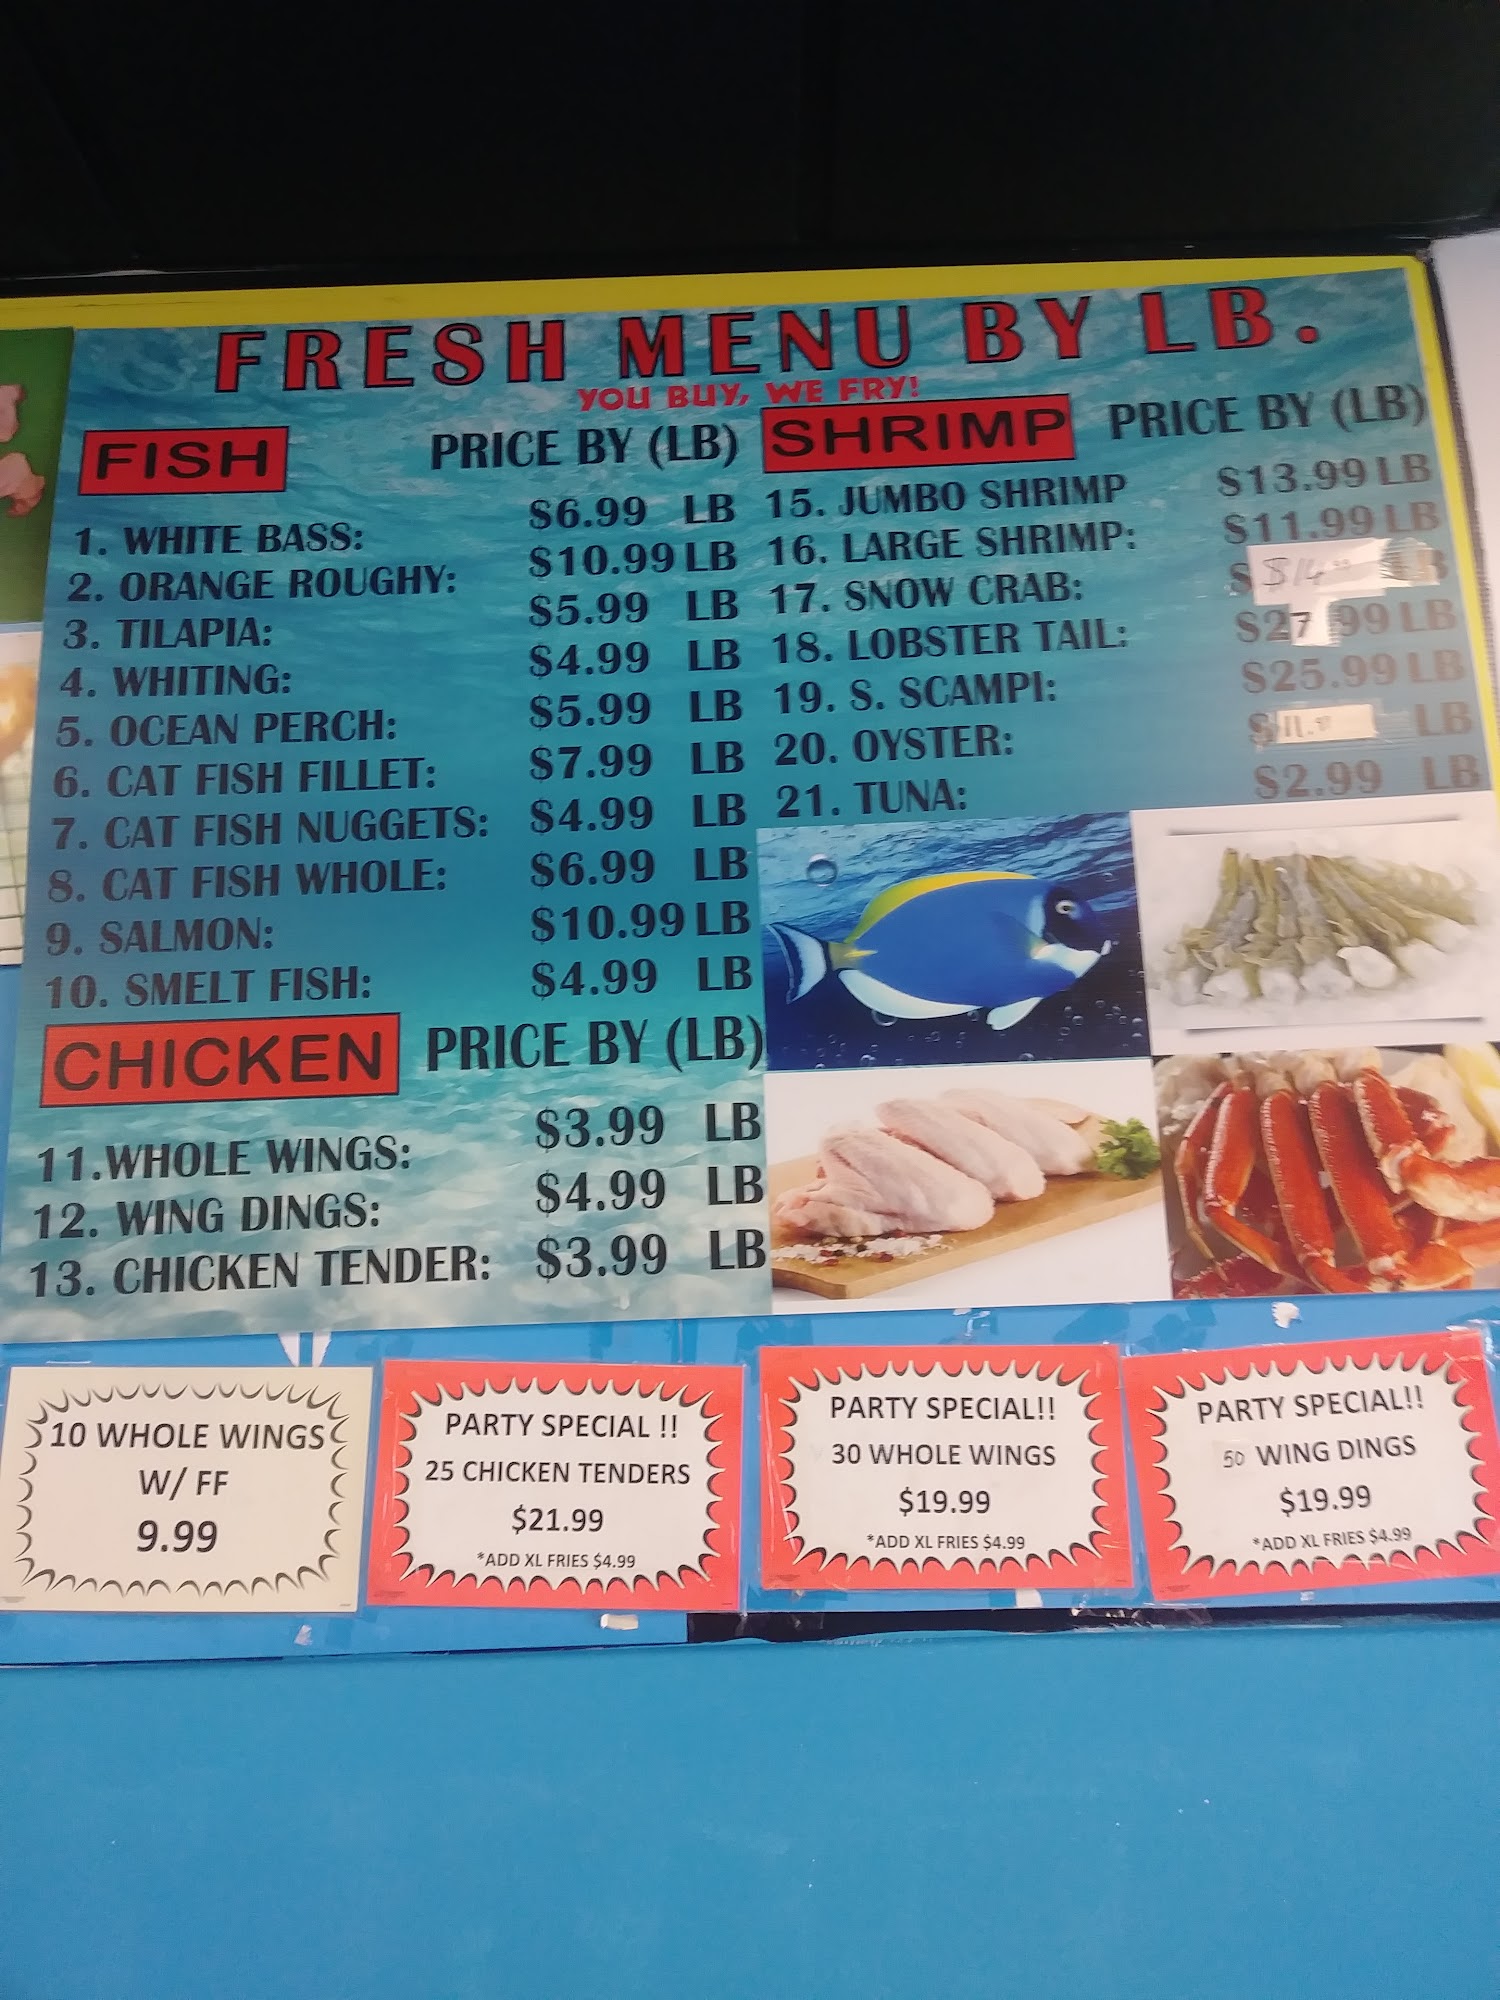 FRESH MENU BY LB.
YOU BUY, WE FRY!
FISH PRICE BY (LB)
1. WHITE BASS: $6.99 LB
2. ORANGE ROUGHY: $10.99 LB
3. TILAPIA: $5.99 LB
4. WHITING: $4.99 LB
5. OCEAN PERCH: $5.99 LB
6. CAT FISH FILLET: $7.99 LB
7. CAT FISH NUGGETS: $4.99 LB
8. CAT FISH WHOLE: $6.99 LB
9. SALMON: $10.99 LB
10. SMELT FISH: $4.99 LB
CHICKEN PRICE BY (LB)
11.WHOLE WINGS: $3.99 LB
12. WING DINGS: $4.99 LB
13. CHICKEN TENDER: $3.99 LB
SHRIMP PRICE BY (LB)
15. JUMBO SHRIMP $13.99 LB
16. LARGE SHRIMP: $11.99 LB
17. SNOW CRAB: $14.99
18. LOBSTER TAIL: $27.99 LB
19. S. SCAMPI: $25.99 LB
20. OYSTER: LB
21. TUNA: $2.99 LB
10 WHOLE WINGS
W/ FF
9.99
PARTY SPECIAL !!
25 CHICKEN TENDERS
$21.99
*ADD XL FRIES $4.99
PARTY SPECIAL!!
30 WHOLE WINGS
$19.99
*ADD XL FRIES $4.99
PARTY SPECIAL!!
50 WING DINGS
$19.99
*ADD XL FRIES $4.99